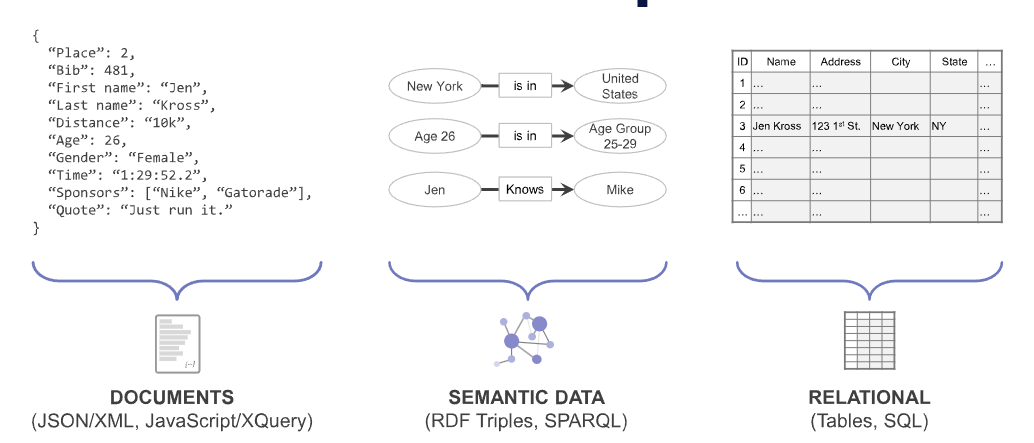 {
“Place”: 2,
“Bib”: 481,
“First name”: “Jen”,
“Last name”: “Kross”,
“Distance”: “10k”,
“Age”: 26,
“Gender”: “Female”,
“Time”: “1:29:52.2”,
“Sponsors”: [“Nike”, “Gatorade”],
“Quote”: “Just run it.”
}
New York is in United
States
Age 26 is in Age Group
25-29
Jen Knows Mike
ID Name Address City State ...
1 ... ... ...
2 ... ... ...
3 Jen Kross 123 1st St. New York NY ...
4 ... ... ...
5 ... ... ...
6 ... ... ...
... ... ... ...
{...}
DOCUMENTS
(JSON/XML, JavaScript/XQuery)
SEMANTIC DATA
(RDF Triples, SPARQL)
RELATIONAL
(Tables, SQL)